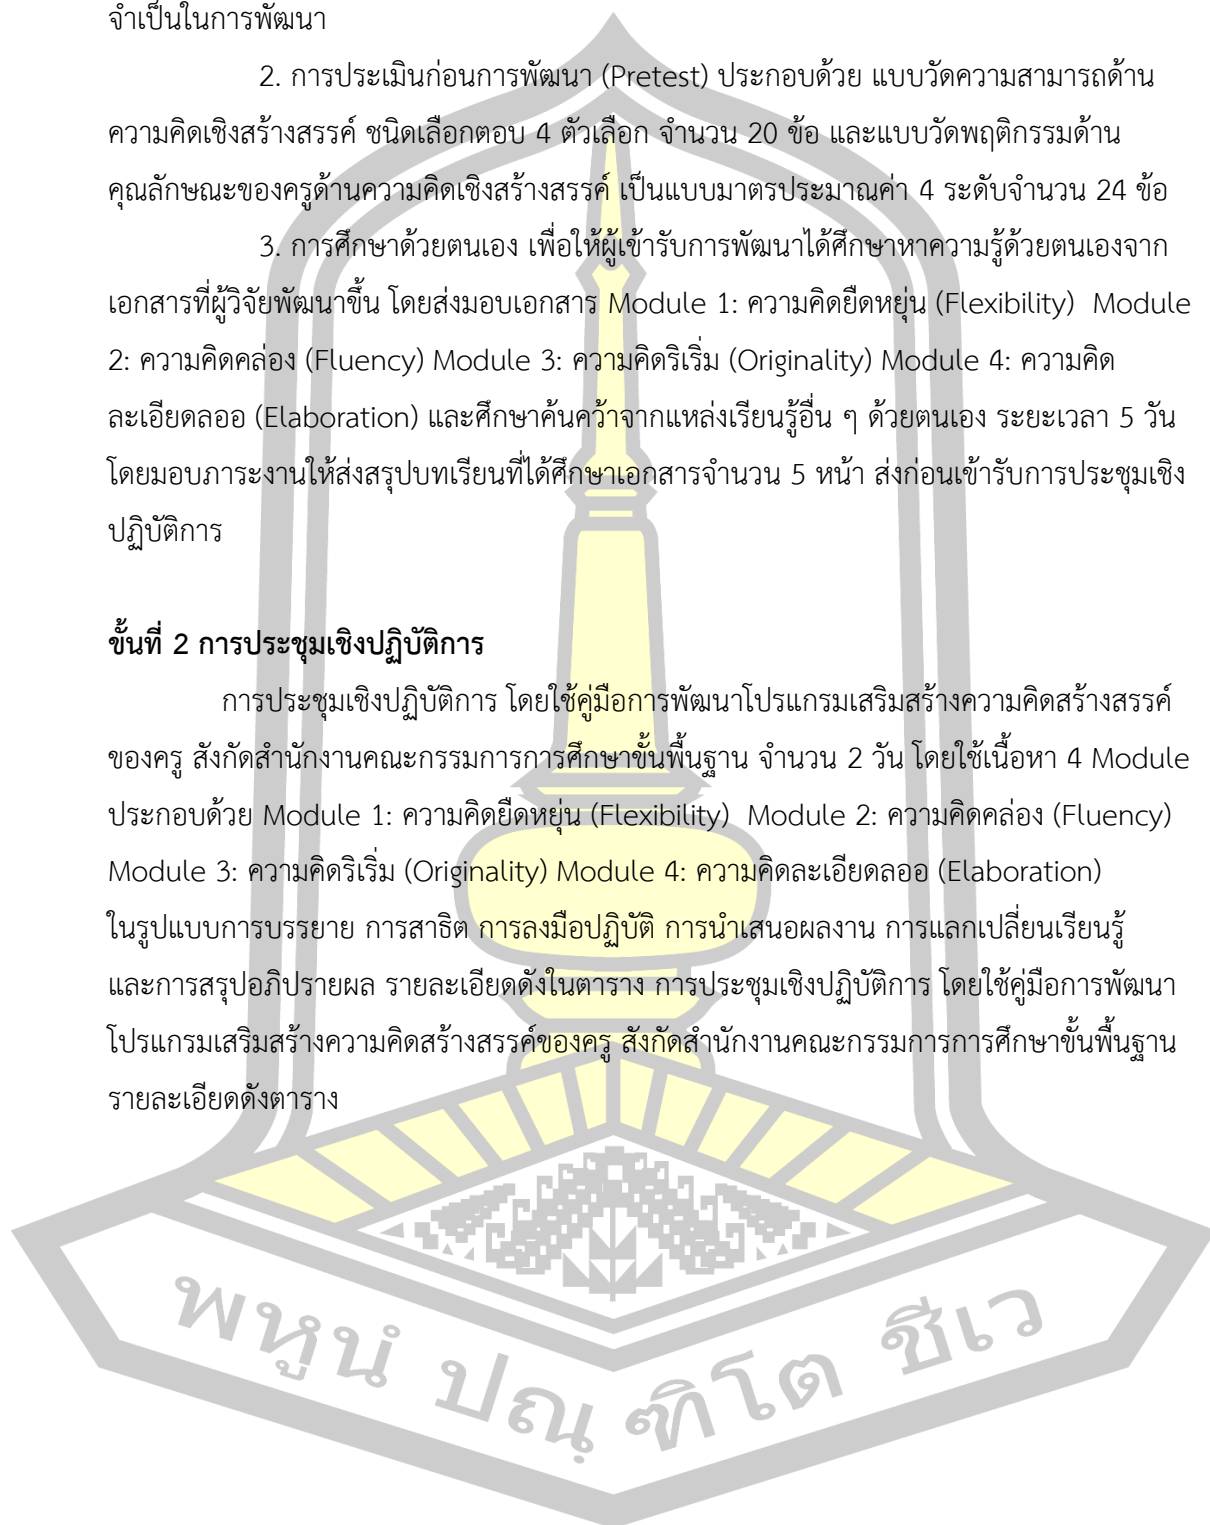 จำเป็นในการพัฒนา
2. การประเมินก่อนการพัฒนา (Pretest) ประกอบด้วย แบบวัดความสามารถด้าน
ความคิดเชิงสร้างสรรค์ ชนิดเลือกตอบ 4 ตัวเลือก จำนวน 20 ข้อ และแบบวัดพฤติกรรมด้าน
คุณลักษณะของครูด้านความคิดเชิงสร้างสรรค์ เป็นแบบมาตรประมาณค่า 4 ระดับจำนวน 24 ข้อ
3. การศึกษาด้วยตนเอง เพื่อให้ผู้เข้ารับการพัฒนาได้ศึกษาหาความรู้ด้วยตนเองจาก
เอกสารที่ผู้วิจัยพัฒนาขึ้น โดยส่งมอบเอกสาร Module 1: ความคิดยืดหยุ่น (Flexibility) Module
2: ความคิดคล่อง (Fluency) Module 3: ความคิดริเริ่ม (Originality) Module 4: ความคิด
ละเอียดลออ (Elaboration) และศึกษาค้นคว้าจากแหล่งเรียนรู้อื่น ๆ ด้วยตนเอง ระยะเวลา 5 วัน
โดยมอบภาระงานให้ส่งสรุปบทเรียนที่ได้ศึกษาเอกสารจำนวน 5 หน้า ส่งก่อนเข้ารับการประชุมเชิง
ปฏิบัติการ
ขั้นที่ 2 การประชุมเชิงปฏิบัติการ
การประชุมเชิงปฏิบัติการ โดยใช้คู่มือการพัฒนาโปรแกรมเสริมสร้างความคิดสร้างสรรค์
ของครู สังกัดสำนักงานคณะกรรมการการศึกษาขั้นพื้นฐาน จำนวน 2 วัน โดยใช้เนื้อหา 4 Module
ประกอบด้วย Module 1: ความคิดยืดหยุ่น (Flexibility) Module 2: ความคิดคล่อง (Fluency)
Module 3: ความคิดริเริ่ม (Originality) Module 4: ความคิดละเอียดลออ (Elaboration)
ในรูปแบบการบรรยาย การสาธิต การลงมือปฏิบัติ การนำเสนอผลงาน การแลกเปลี่ยนเรียนรู้
และการสรุปอภิปรายผล รายละเอียดดังในตาราง การประชุมเชิงปฏิบัติการ โดยใช้คู่มือการพัฒนา
โปรแกรมเสริมสร้างความคิดสร้างสรรค์ของครู สังกัดสำนักงานคณะกรรมการการศึกษาขั้นพื้นฐาน
รายละเอียดดังตาราง
พหูนํ ปณฺฑิโต ชีเว